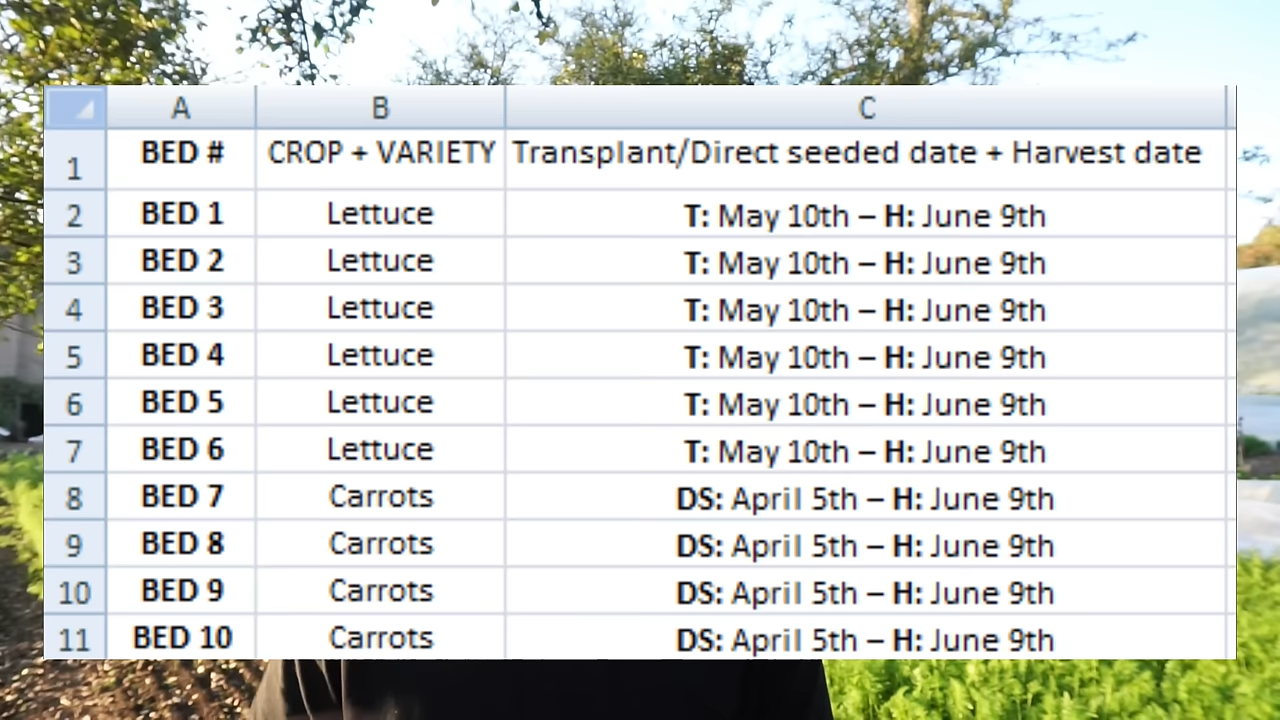 A B C
1 BED # CROP + VARIETY Transplant/Direct seeded date + Harvest date
2 BED 1 Lettuce T: May 10th – H: June 9th
3 BED 2 Lettuce T: May 10th – H: June 9th
4 BED 3 Lettuce T: May 10th – H: June 9th
5 BED 4 Lettuce T: May 10th – H: June 9th
6 BED 5 Lettuce T: May 10th – H: June 9th
7 BED 6 Lettuce T: May 10th – H: June 9th
8 BED 7 Carrots DS: April 5th – H: June 9th
9 BED 8 Carrots DS: April 5th – H: June 9th
10 BED 9 Carrots DS: April 5th – H: June 9th
11 BED 10 Carrots DS: April 5th – H: June 9th